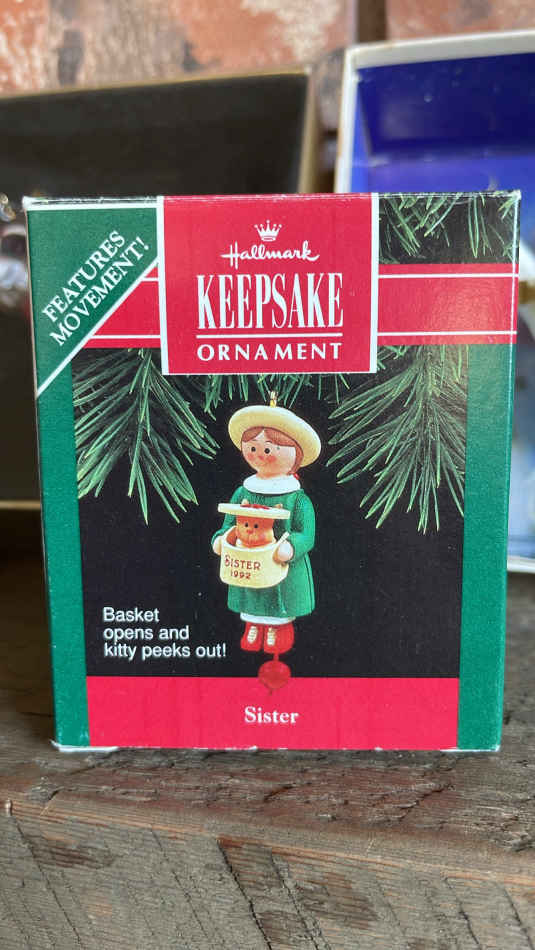 FEATURES
MOVEMENT!
Hallmark
KEEPSAKE
ORNAMENT
SISTER
1992
Basket
opens and
kitty peeks out!
Sister